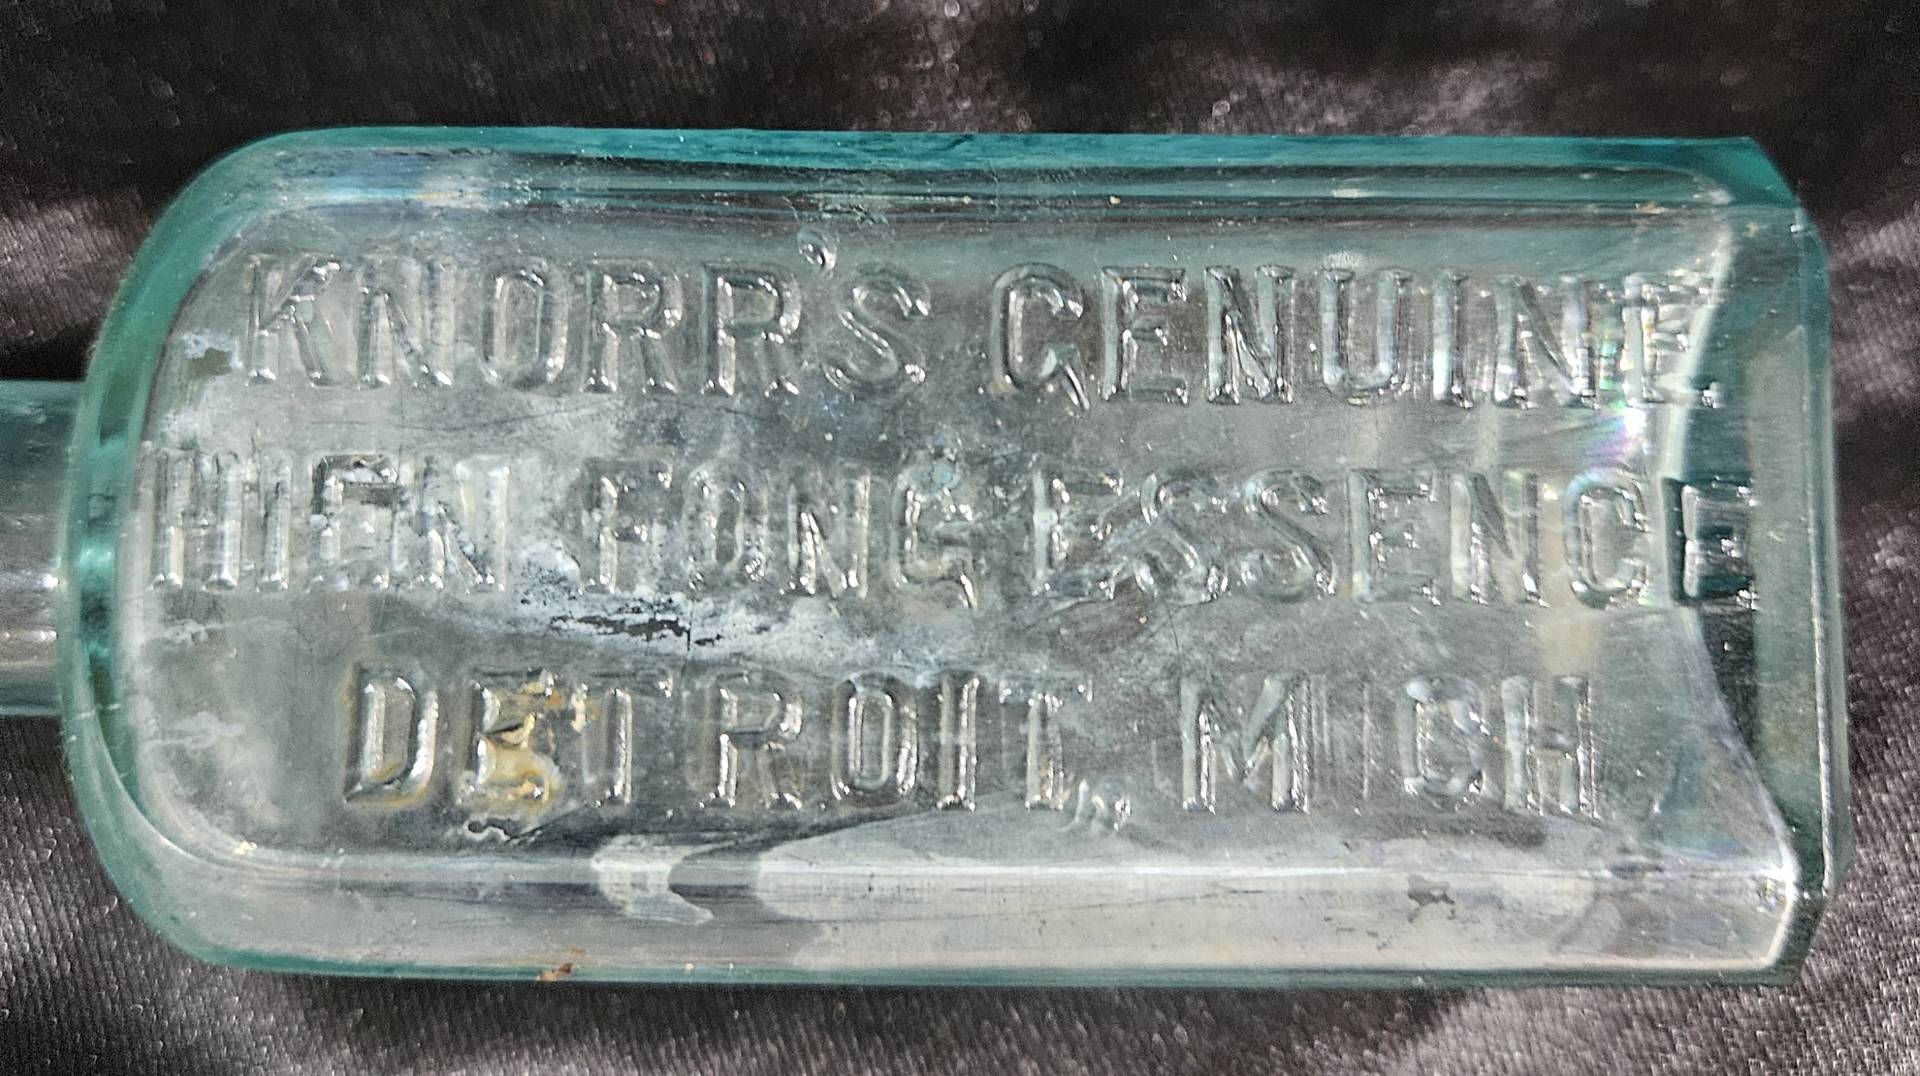 KNORR'S GENUINE
HIEN FONG ESSENCE
DETROIT, MICH